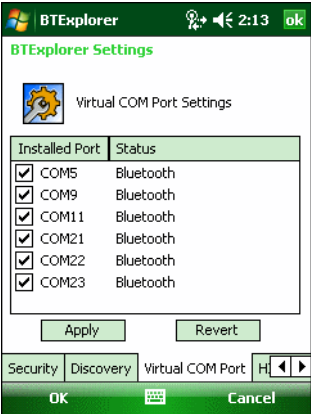 BTExplorer 2:13 ok
BTExplorer Settings
Virtual COM Port Settings
Installed Port Status
COM5 Bluetooth
COM9 Bluetooth
COM11 Bluetooth
COM21 Bluetooth
COM22 Bluetooth
COM23 Bluetooth
Apply Revert
Security Discovery Virtual COM Port
OK Cancel